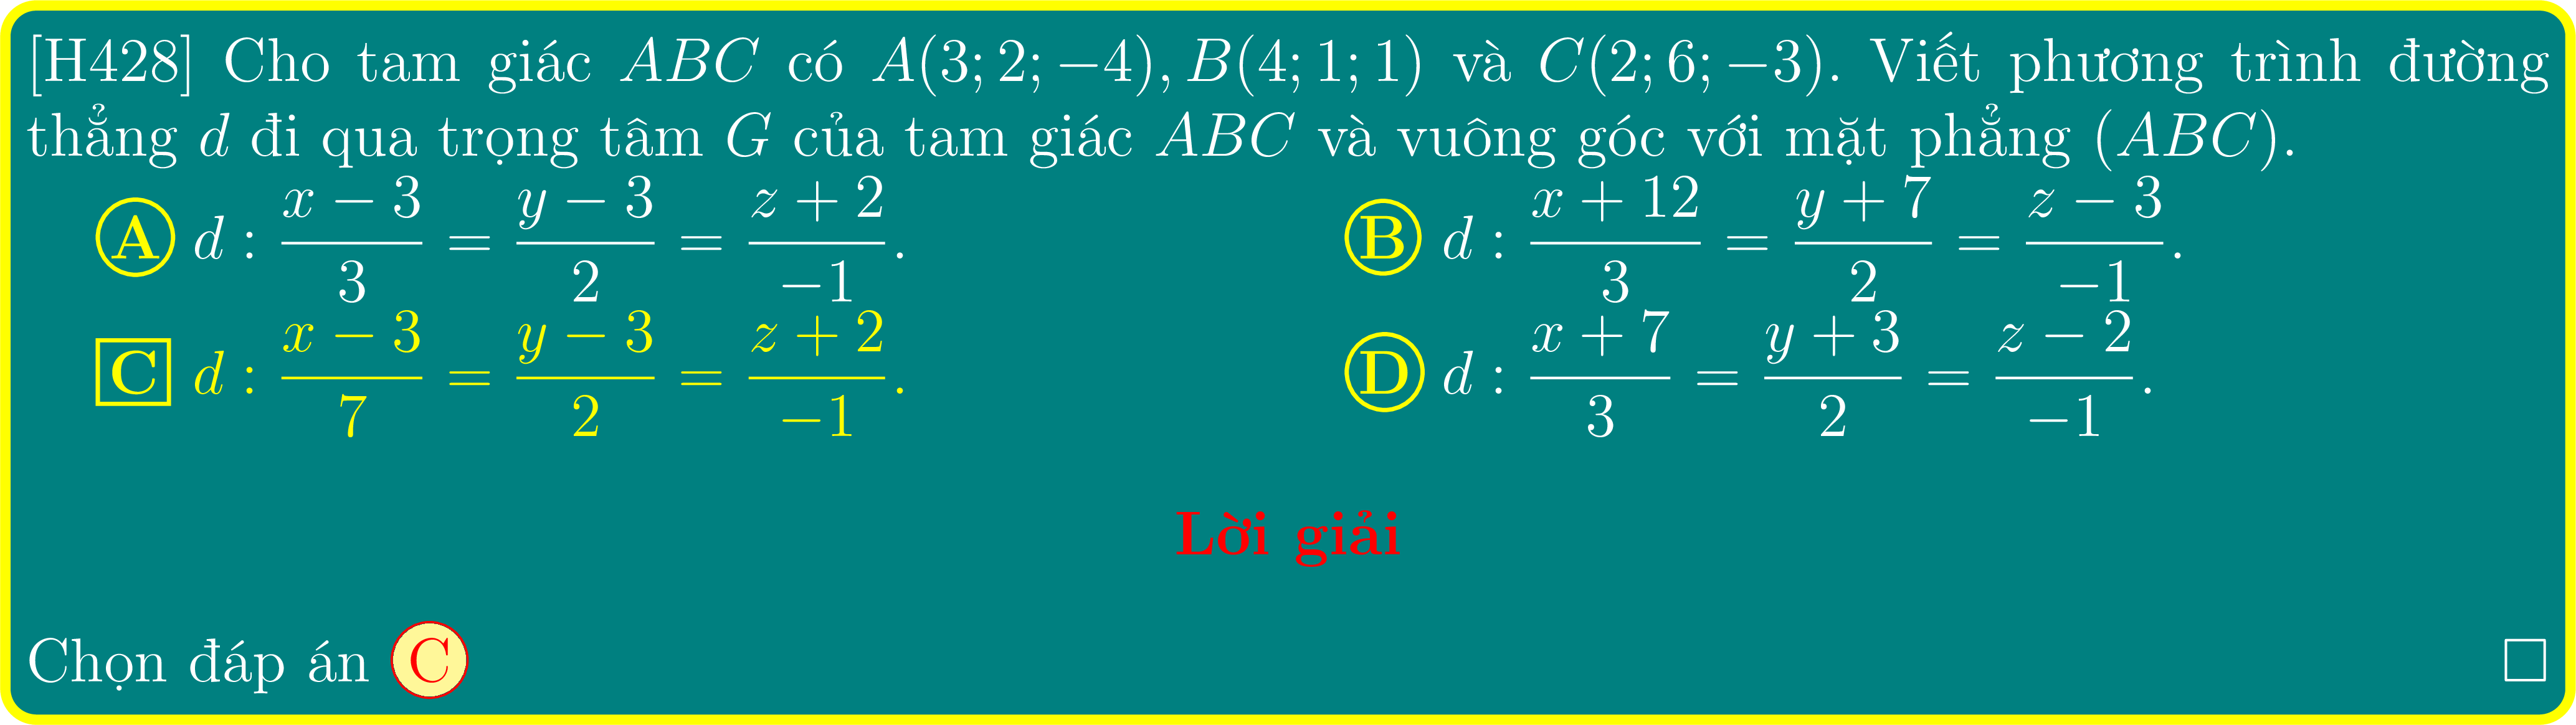 [H428] Cho tam giác ABC có A(3; 2; −4), B(4; 1; 1) và C(2; 6; −3). Viết phương trình đường
thẳng d đi qua trọng tâm G của tam giác ABC và vuông góc với mặt phẳng (ABC).
A d : \frac{x − 3}{3} = \frac{y − 3}{2} = \frac{z + 2}{−1}.
B d : \frac{x + 12}{3} = \frac{y + 7}{2} = \frac{z − 3}{−1}.
C d : \frac{x − 3}{7} = \frac{y − 3}{2} = \frac{z + 2}{−1}.
D d : \frac{x + 7}{3} = \frac{y + 3}{2} = \frac{z − 2}{−1}.
Lời giải
Chọn đáp án C □